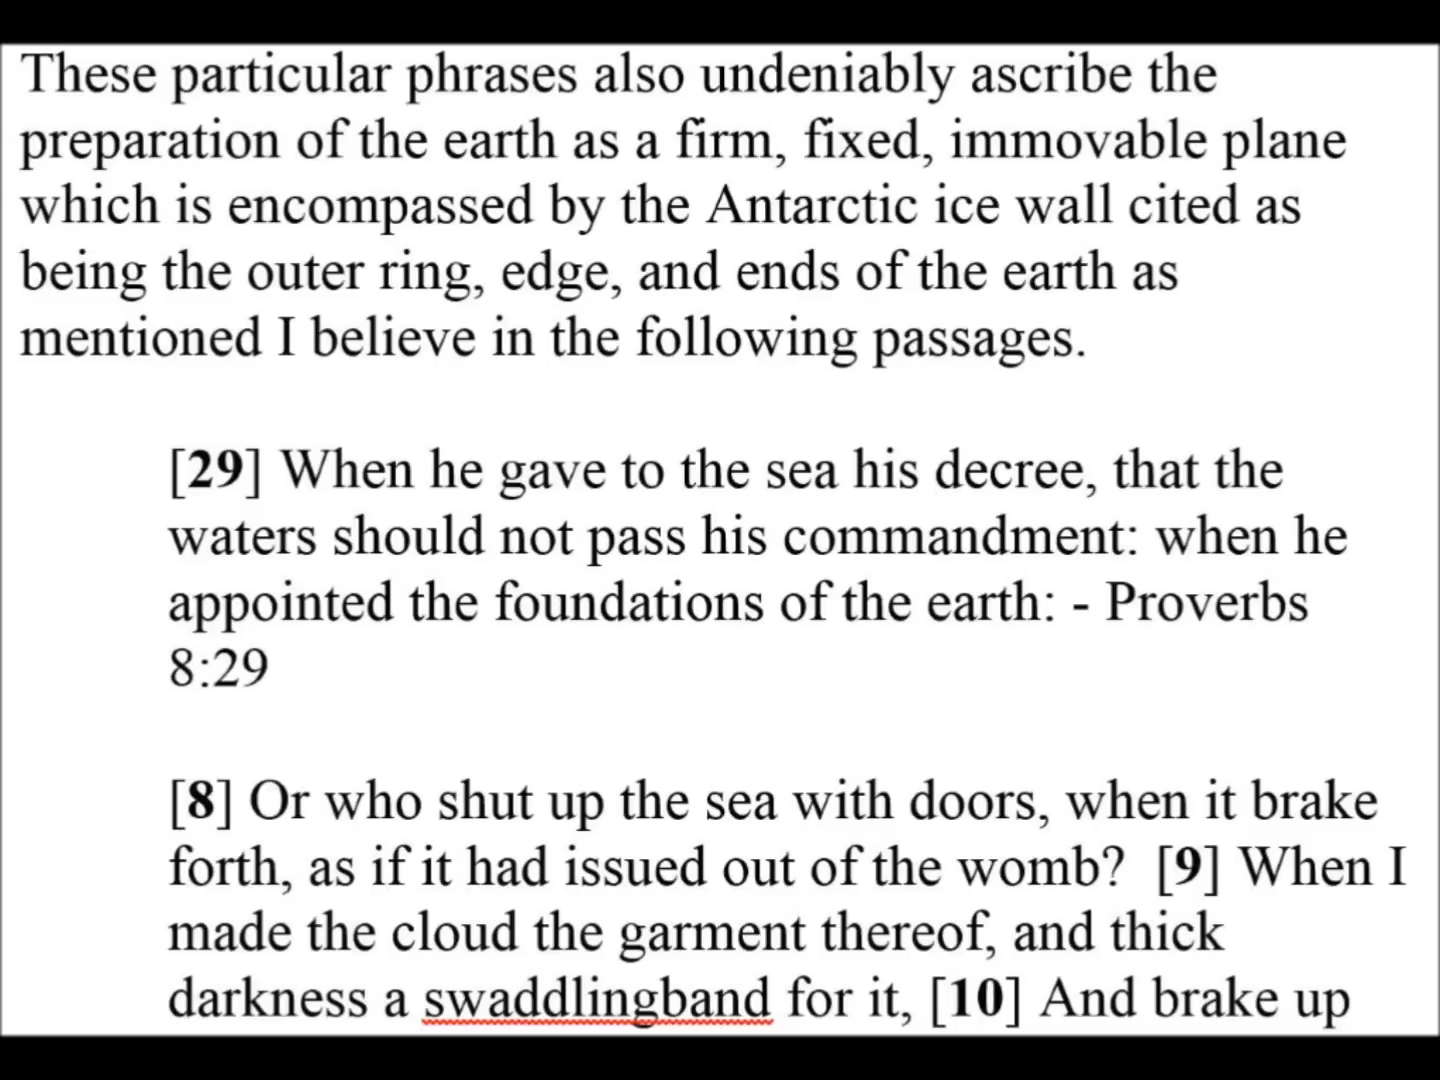 These particular phrases also undeniably ascribe the
preparation of the earth as a firm, fixed, immovable plane
which is encompassed by the Antarctic ice wall cited as
being the outer ring, edge, and ends of the earth as
mentioned I believe in the following passages.
[29] When he gave to the sea his decree, that the
waters should not pass his commandment: when he
appointed the foundations of the earth: - Proverbs
8:29
[8] Or who shut up the sea with doors, when it brake
forth, as if it had issued out of the womb? [9] When I
made the cloud the garment thereof, and thick
darkness a swaddlingband for it, [10] And brake up